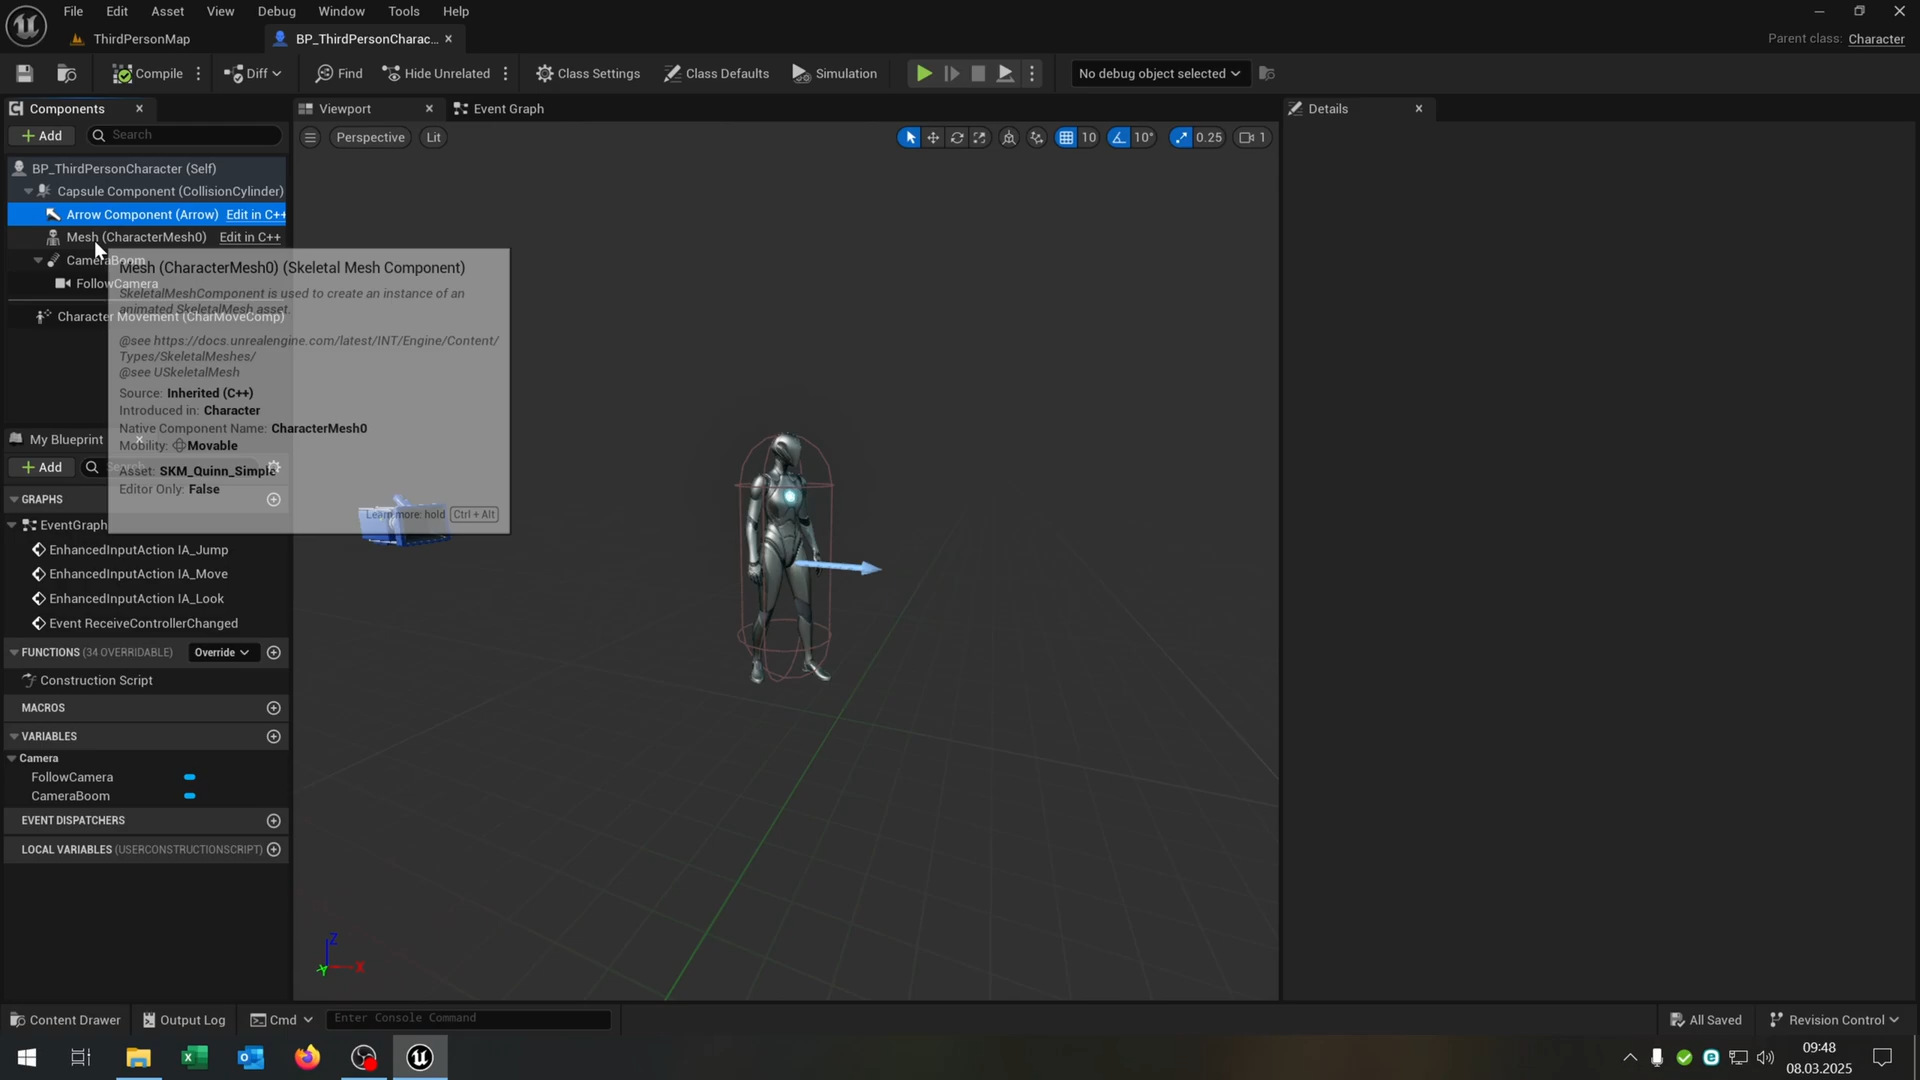 File Edit Asset View Debug Window Tools Help
ThirdPersonMap
BP_ThirdPersonCharac...
Parent class: Character
Compile
Diff
Find
Hide Unrelated
Class Settings
Class Defaults
Simulation
No debug object selected
Components
Add
Search
BP_ThirdPersonCharacter (Self)
Capsule Component (CollisionCylinder)
Arrow Component (Arrow) Edit in C++
Mesh (CharacterMesh0) Edit in C++
CameraBoom
FollowCamera
Character Movement (CharMoveComp)
Mesh (CharacterMesh0) (Skeletal Mesh Component)
SkeletalMeshComponent is used to create an instance of an
animated SkeletalMesh asset.
@see https://docs.unrealengine.com/latest/INT/Engine/Content/
Types/SkeletalMeshes/
@see USkeletalMesh
Source: Inherited (C++)
Introduced in: Character
Native Component Name: CharacterMesh0
Mobility: Movable
Asset: SKM_Quinn_Simple
Editor Only: False
Learn more: hold Ctrl + Alt
My Blueprint
Add
GRAPHS
EventGraph
EnhancedInputAction IA_Jump
EnhancedInputAction IA_Move
EnhancedInputAction IA_Look
Event ReceiveControllerChanged
FUNCTIONS (34 OVERRIDABLE) Override
Construction Script
MACROS
VARIABLES
Camera
FollowCamera
CameraBoom
EVENT DISPATCHERS
LOCAL VARIABLES (USERCONSTRUCTIONSCRIPT)
Viewport
Event Graph
Perspective
Lit
10
10°
0.25
1
Z
X
Y
Details
Content Drawer
Output Log
Cmd
Enter Console Command
All Saved
Revision Control
09:48
08.03.2025